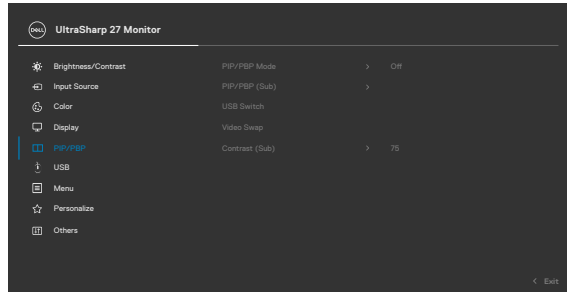 DELL UltraSharp 27 Monitor
Brightness/Contrast PIP/PBP Mode > Off
Input Source PIP/PBP (Sub) >
Color USB Switch
Display Video Swap
PIP/PBP Contrast (Sub) > 75
USB
Menu
Personalize
Others
< Exit